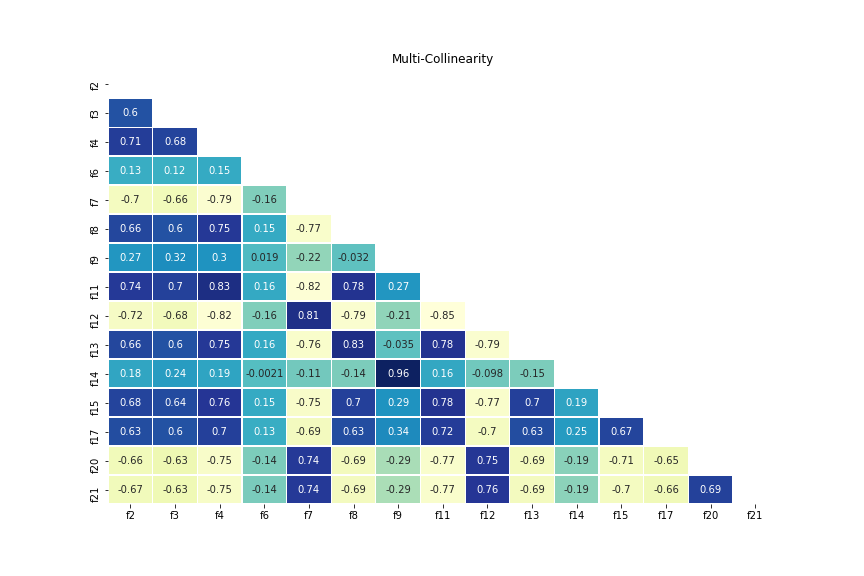 Multi-Collinearity
f2
f3 0.6
f4 0.71 0.68
f6 0.13 0.12 0.15
f7 -0.7 -0.66 -0.79 -0.16
f8 0.66 0.6 0.75 0.15 -0.77
f9 0.27 0.32 0.3 0.019 -0.22 -0.032
f11 0.74 0.7 0.83 0.16 -0.82 0.78 0.27
f12 -0.72 -0.68 -0.82 -0.16 0.81 -0.79 -0.21 -0.85
f13 0.66 0.6 0.75 0.16 -0.76 0.83 -0.035 0.78 -0.79
f14 0.18 0.24 0.19 -0.0021 -0.11 -0.14 0.96 0.16 -0.098 -0.15
f15 0.68 0.64 0.76 0.15 -0.75 0.7 0.29 0.78 -0.77 0.7 0.19
f17 0.63 0.6 0.7 0.13 -0.69 0.63 0.34 0.72 -0.7 0.63 0.25 0.67
f20 -0.66 -0.63 -0.75 -0.14 0.74 -0.69 -0.29 -0.77 0.75 -0.69 -0.19 -0.71 -0.65
f21 -0.67 -0.63 -0.75 -0.14 0.74 -0.69 -0.29 -0.77 0.76 -0.69 -0.19 -0.7 -0.66 0.69
f2 f3 f4 f6 f7 f8 f9 f11 f12 f13 f14 f15 f17 f20 f21